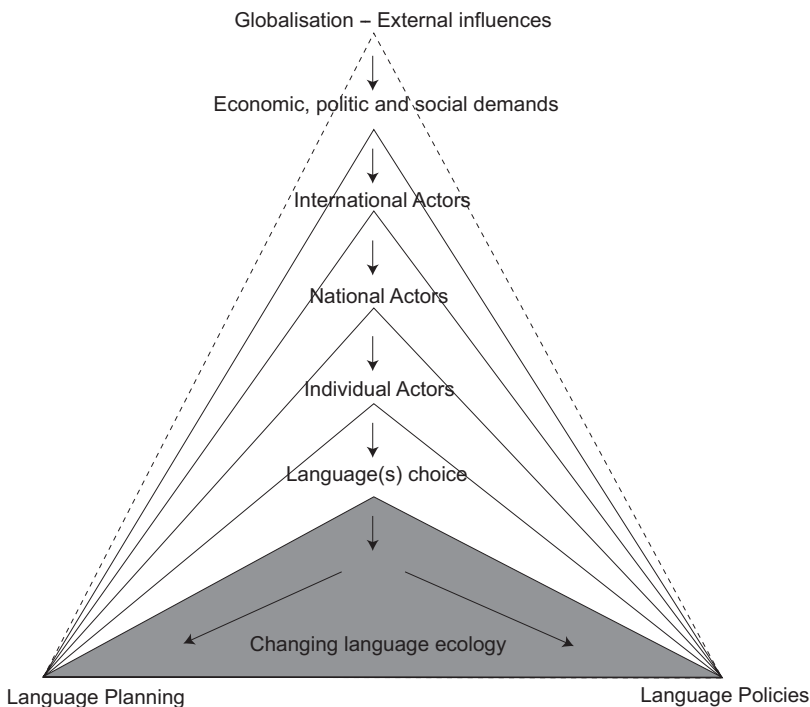 Globalisation – External influences
Economic, politic and social demands
International Actors
National Actors
Individual Actors
Language(s) choice
Changing language ecology
Language Planning
Language Policies